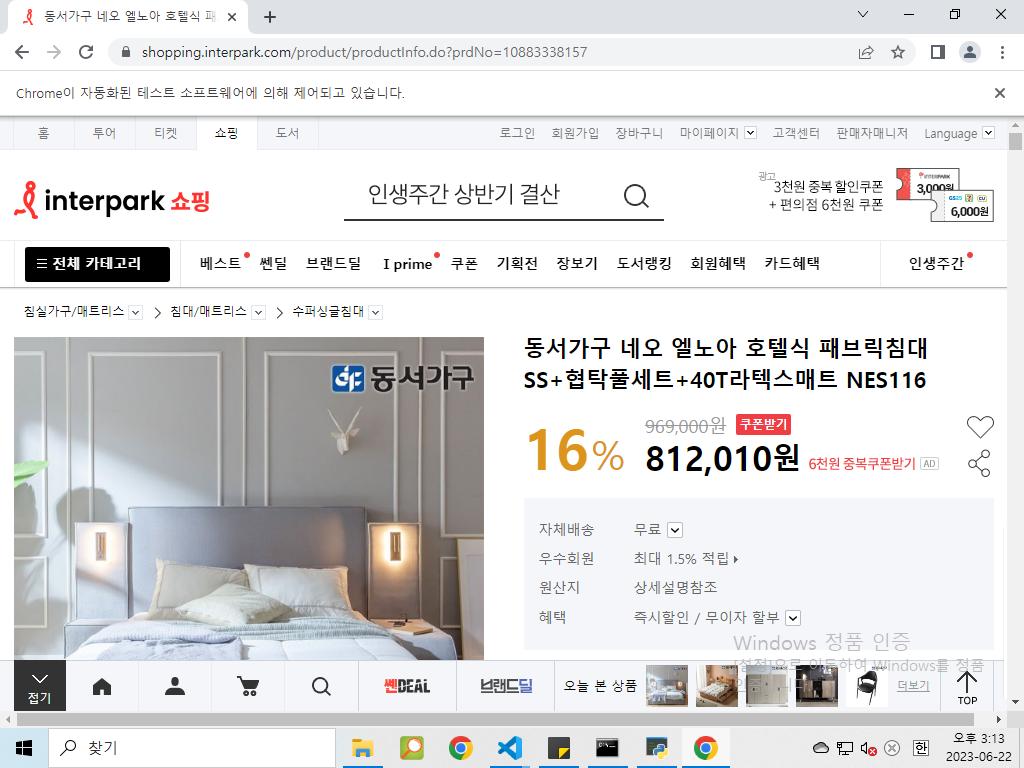 동서가구 네오 엘노아 호텔식 패
shopping.interpark.com/product/productInfo.do?prdNo=10883338157
Chrome이 자동화된 테스트 소프트웨어에 의해 제어되고 있습니다.
홈 투어 티켓 쇼핑 도서 로그인 회원가입 장바구니 마이페이지 고객센터 판매자매니저 Language
interpark 쇼핑
인생주간 상반기 결산
광고
3천원 중복 할인쿠폰
+ 편의점 6천원 쿠폰
INTERPARK
3,000원
GS25 CU
6,000원
전체 카테고리 베스트 쎈딜 브랜드딜 I prime 쿠폰 기획전 장보기 도서랭킹 회원혜택 카드혜택 인생주간
침실가구/매트리스 침대/매트리스 수퍼싱글침대
동서가구
동서가구 네오 엘노아 호텔식 패브릭침대
SS+협탁풀세트+40T라텍스매트 NES116
16%
969,000원 쿠폰받기
812,010원 6천원 중복쿠폰받기 AD
자체배송 무료
우수회원 최대 1.5% 적립
원산지 상세설명참조
혜택 즉시할인 / 무이자 할부
Windows 정품 인증
[설정]으로 이동하여 Windows를 정품
접기
쎈DEAL
브랜드딜
오늘 본 상품
더보기
TOP
찾기
한
오후 3:13
2023-06-22